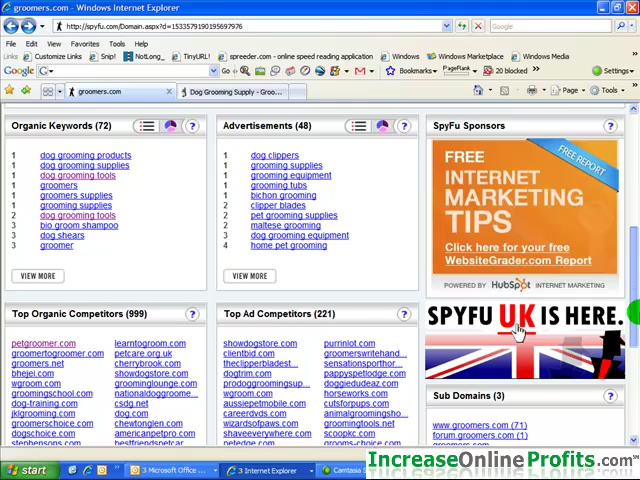 groomers.com - Windows Internet Explorer
http://spyfu.com/Domain.aspx?d=1533579190195697976
File Edit View Favorites Tools Help
Links Customize Links Snip! NotLong_ TinyURL! spreeder.com - online speed reading application Windows Windows Marketplace Windows Media
Google Bookmarks PageRank 20 blocked Settings
groomers.com Dog Grooming Supply - Groo... Page Tools
Organic Keywords (72)
1 dog grooming products
1 dog grooming supplies
1 dog grooming tools
1 groomers
1 groomers supplies
1 grooming supplies
2 dog grooming tools
3 bio groom shampoo
3 dog shears
3 groomer
VIEW MORE
Advertisements (48)
1 dog clippers
1 grooming supplies
1 grooming equipment
1 grooming tubs
1 bichon grooming
2 clipper blades
2 pet grooming supplies
2 maltese grooming
3 dog grooming equipment
4 home pet grooming
VIEW MORE
SpyFu Sponsors
FREE REPORT
FREE
INTERNET
MARKETING
TIPS
Click here for your free
WebsiteGrader.com Report
POWERED BY HubSpot INTERNET MARKETING
SPYFU UK IS HERE.
Top Organic Competitors (999)
petgroomer.com learntogroom.com
groomertogroomer.com petcare.org.uk
groomers.net cherrybrook.com
bhejei.com showdogstore.com
wgroom.com groominglounge.com
groomingschool.com nationaldoggroome...
dog-training.com csdg.net
jklgrooming.com dog.com
groomerschoice.com chewtonglen.com
dogschoice.com americanpetpro.com
stephensons.com bestfriendspetcar...
Top Ad Competitors (221)
showdogstore.com purrinlot.com
clientbid.com groomerswritehand...
theclipperblades t... sensationsporthor...
dogtrim.com pappyspetlodge.com
prodoggroomingsup... doggiedudeaz.com
wgroom.com horseworks.com
aussiepetmobile.com cutsforpups.com
careerdvds.com animalgroomingsho...
wizardsofpaws.com groomingtools.net
shaveeverywhere.com scoopkc.com
Sub Domains (3)
www.groomers.com (71)
forum.groomers.com (1)
start 3 Microsoft Office ... 3 Internet Explorer Camtasia S
IncreaseOnlineProfits.com